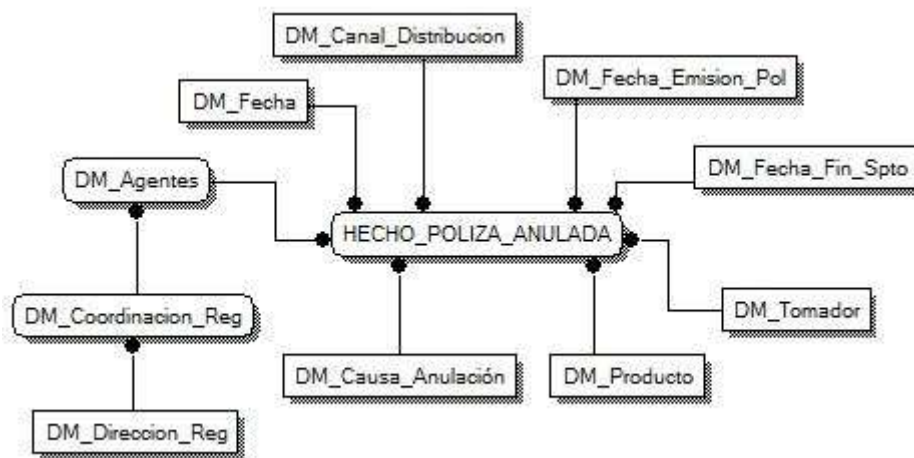 DM_Canal_Distribucion
DM_Fecha_Emision_Pol
DM_Fecha
DM_Fecha_Fin_Spto
DM_Agentes
HECHO_POLIZA_ANULADA
DM_Coordinacion_Reg
DM_Tomador
DM_Causa_Anulación
DM_Producto
DM_Direccion_Reg